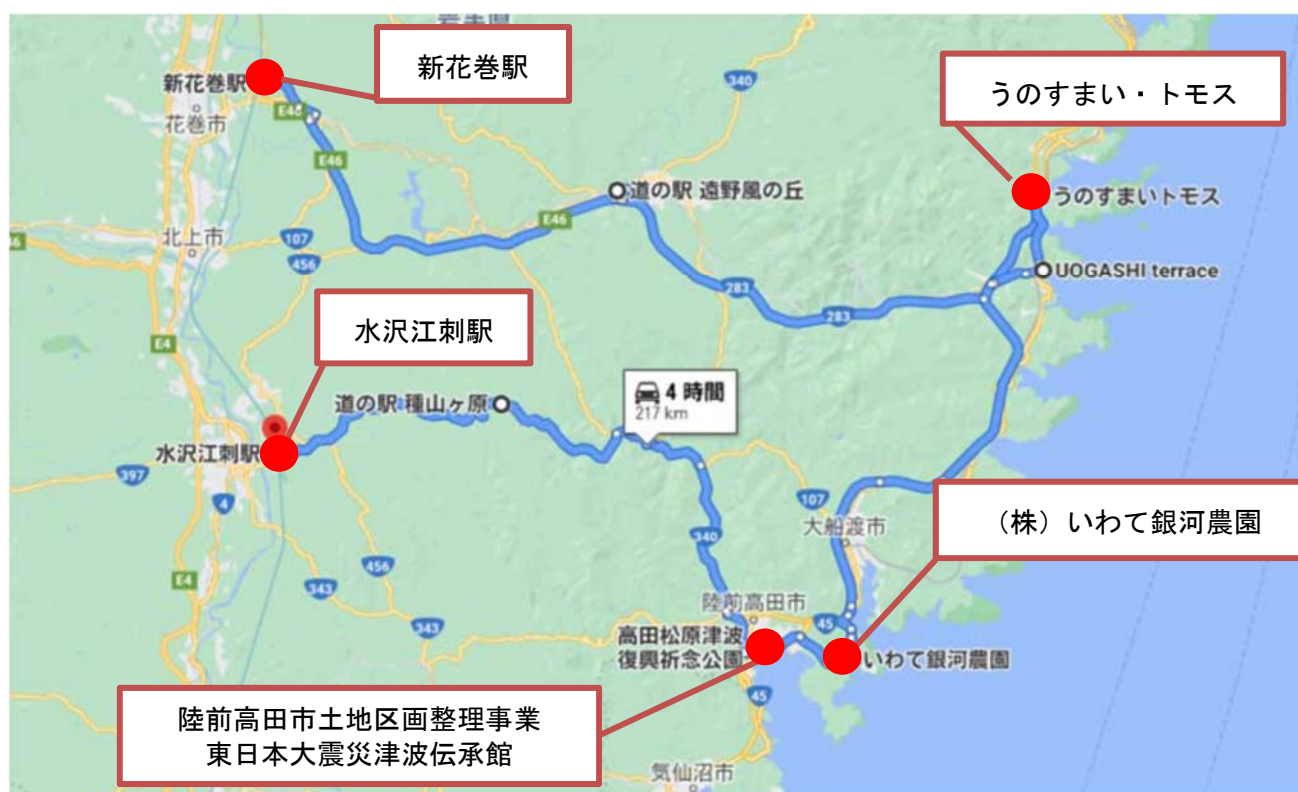 岩手県
新花巻駅
新花巻駅
花巻市
E46
E46
340
うのすまい・トモス
道の駅 遠野風の丘
E46
うのすまいトモス
北上市
107
456
283
283
UOGASHI terrace
水沢江刺駅
E4
4 時間
217 km
道の駅 種山ヶ原
水沢江刺駅
397
4
107
大船渡市
（株）いわて銀河農園
340
456
E4
343
343
陸前高田市
45
高田松原津波
復興祈念公園
いわて銀河農園
45
陸前高田市土地区画整理事業
東日本大震災津波伝承館
気仙沼市